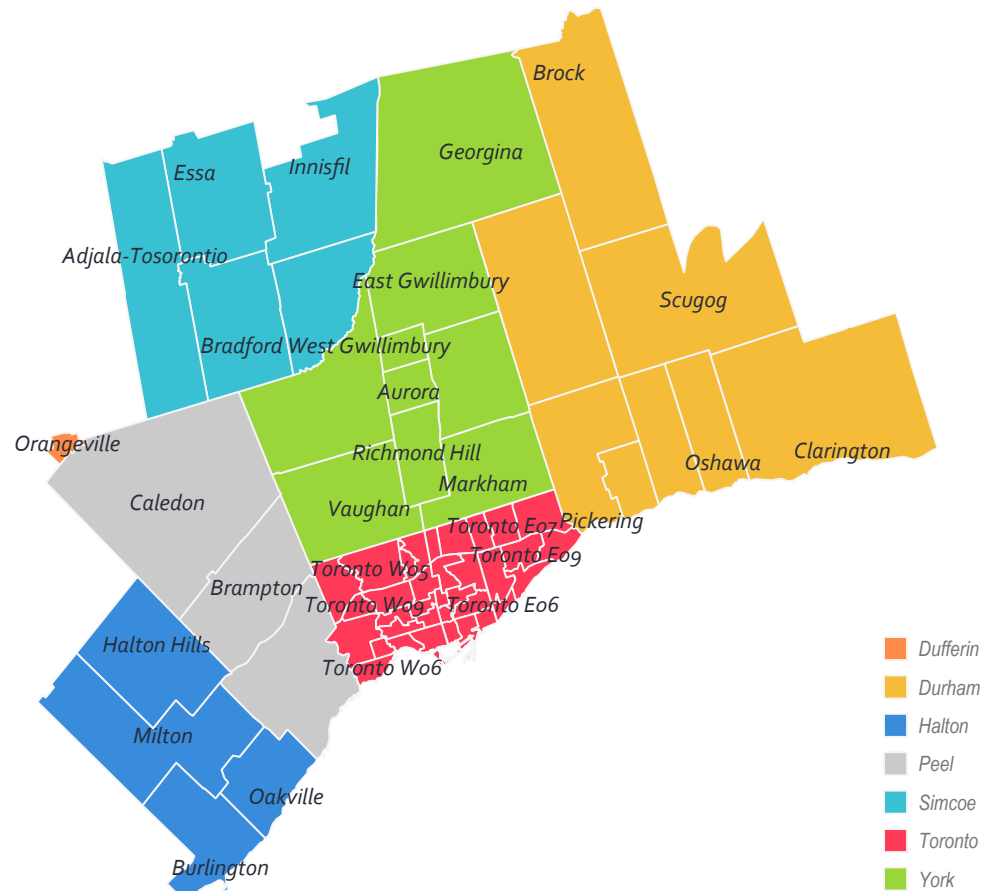 Brock
Georgina
Innisfil
Essa
Adjala-Tosorontio
East Gwillimbury
Scugog
Bradford West Gwillimbury
Aurora
Orangeville
Richmond Hill
Clarington
Oshawa
Markham
Caledon
Vaughan
Pickering
Toronto E07
Toronto E09
Toronto W05
Brampton
Toronto W09
Toronto E06
Halton Hills
Toronto W06
Milton
Oakville
Burlington
Dufferin
Durham
Halton
Peel
Simcoe
Toronto
York